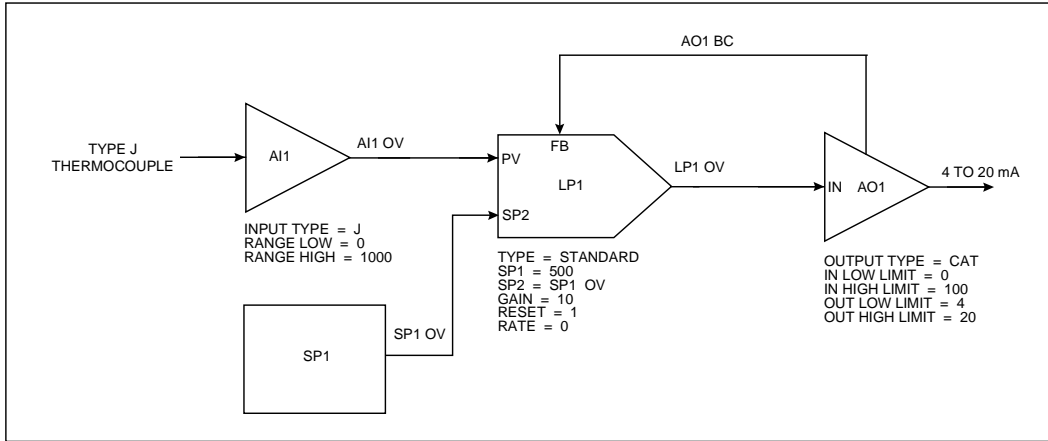 AO1 BC
TYPE J
THERMOCOUPLE
AI1
AI1 OV
INPUT TYPE = J
RANGE LOW = 0
RANGE HIGH = 1000
FB
PV
LP1
SP2
LP1 OV
TYPE = STANDARD
SP1 = 500
SP2 = SP1 OV
GAIN = 10
RESET = 1
RATE = 0
IN
AO1
4 TO 20 mA
OUTPUT TYPE = CAT
IN LOW LIMIT = 0
IN HIGH LIMIT = 100
OUT LOW LIMIT = 4
OUT HIGH LIMIT = 20
SP1
SP1 OV